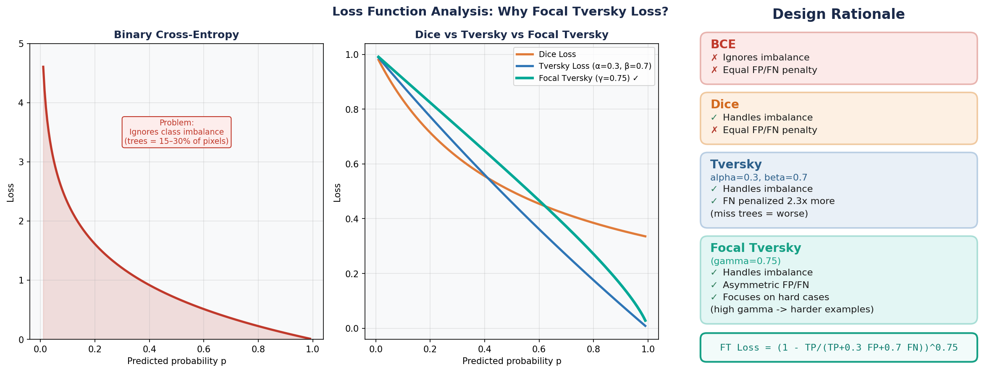 Loss Function Analysis: Why Focal Tversky Loss?
Binary Cross-Entropy
5
4
3
2
1
0
Loss
Problem:
Ignores class imbalance
(trees = 15–30% of pixels)
0.0 0.2 0.4 0.6 0.8 1.0
Predicted probability p
Dice vs Tversky vs Focal Tversky
1.0
0.8
0.6
0.4
0.2
0.0
Loss
Dice Loss
Tversky Loss (α=0.3, β=0.7)
Focal Tversky (γ=0.75) ✓
0.0 0.2 0.4 0.6 0.8 1.0
Predicted probability p
Design Rationale
BCE
✗ Ignores imbalance
✗ Equal FP/FN penalty
Dice
✓ Handles imbalance
✗ Equal FP/FN penalty
Tversky
alpha=0.3, beta=0.7
✓ Handles imbalance
✓ FN penalized 2.3x more
(miss trees = worse)
Focal Tversky
(gamma=0.75)
✓ Handles imbalance
✓ Asymmetric FP/FN
✓ Focuses on hard cases
(high gamma -> harder examples)
FT Loss = (1 - TP/(TP+0.3 FP+0.7 FN))^0.75